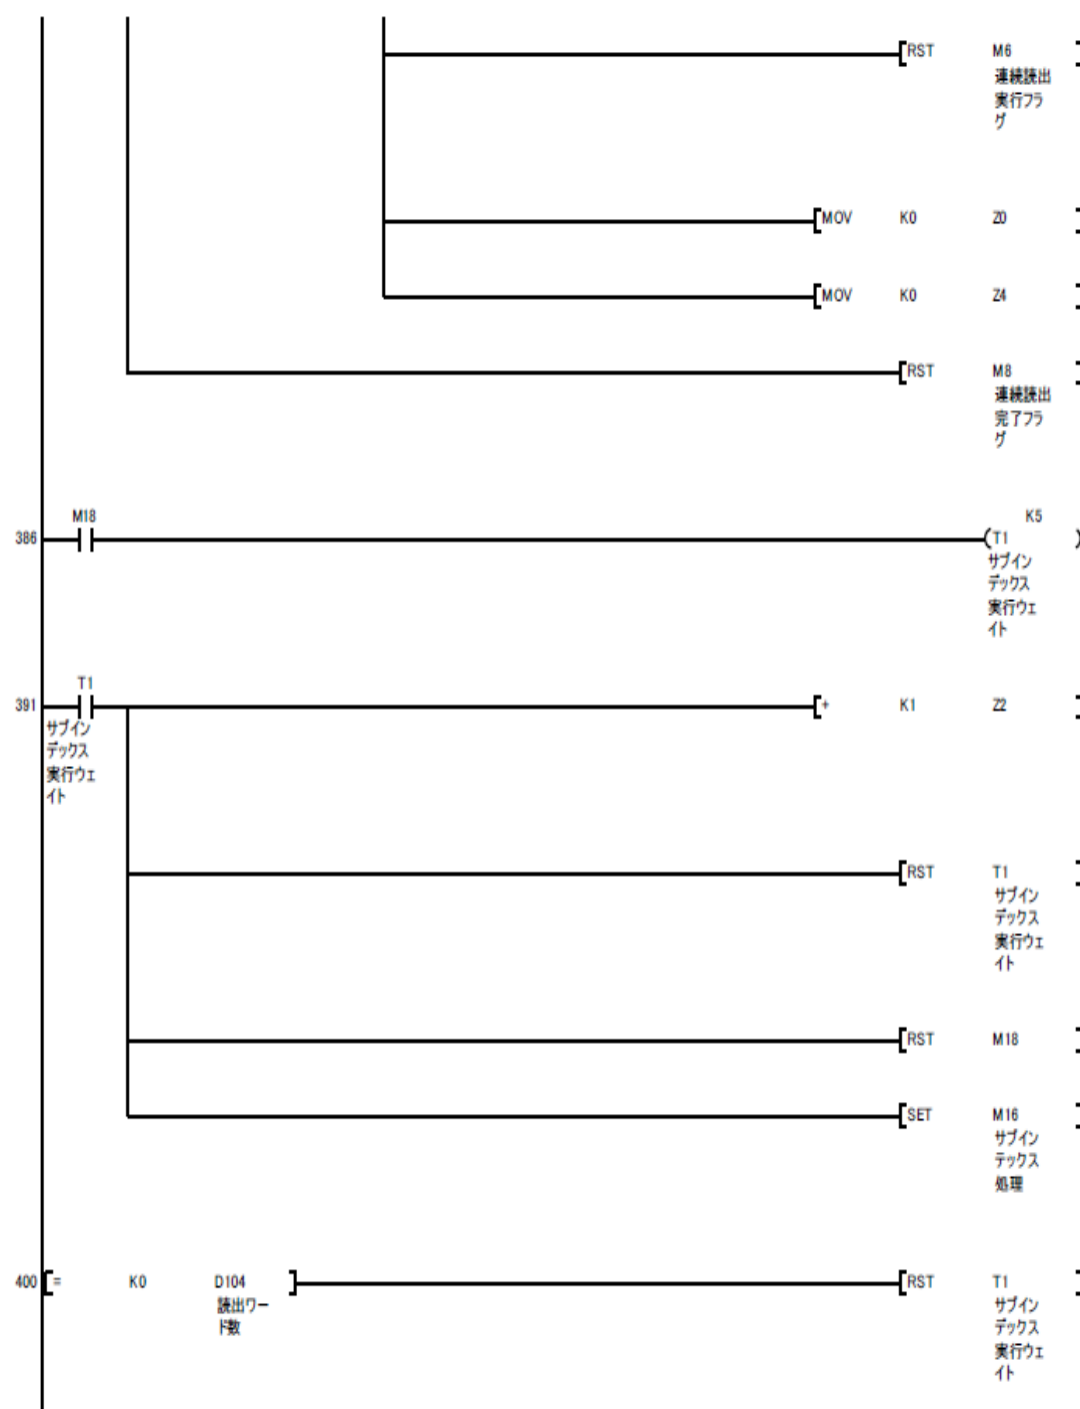 RST M6
連続読出
実行フラ
グ
MOV K0 Z0
MOV K0 Z4
RST M8
連続読出
完了フラ
グ
M18 K5
386 T1
サブイン
デックス
実行ウェ
イト
T1
391 + K1 Z2
サブイン
デックス
実行ウェ
イト
RST T1
サブイン
デックス
実行ウェ
イト
RST M18
SET M16
サブイン
デックス
処理
400 = K0 D104 RST T1
読出ワー
ド数
サブイン
デックス
実行ウェ
イト